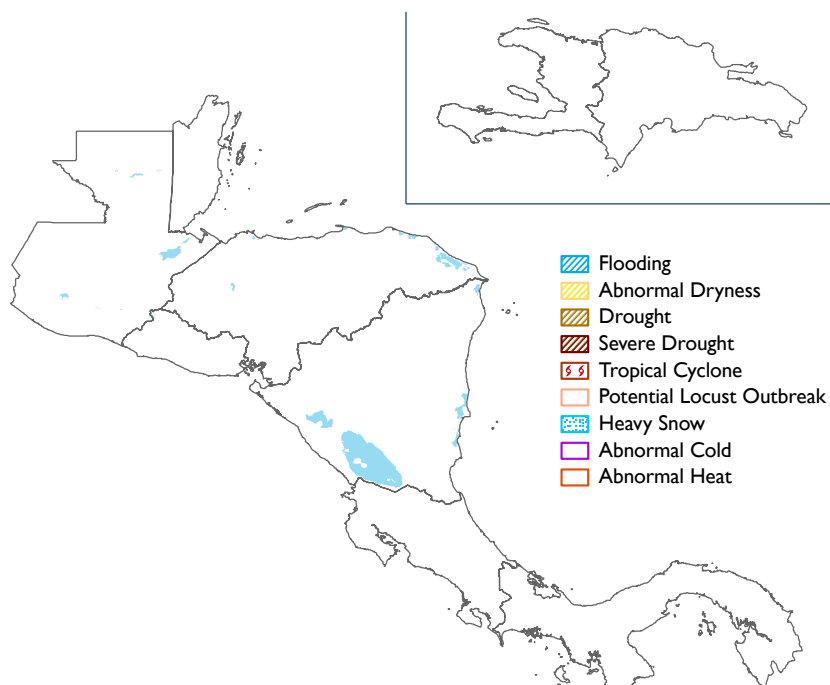 Flooding
Abnormal Dryness
Drought
Severe Drought
Tropical Cyclone
Potential Locust Outbreak
Heavy Snow
Abnormal Cold
Abnormal Heat